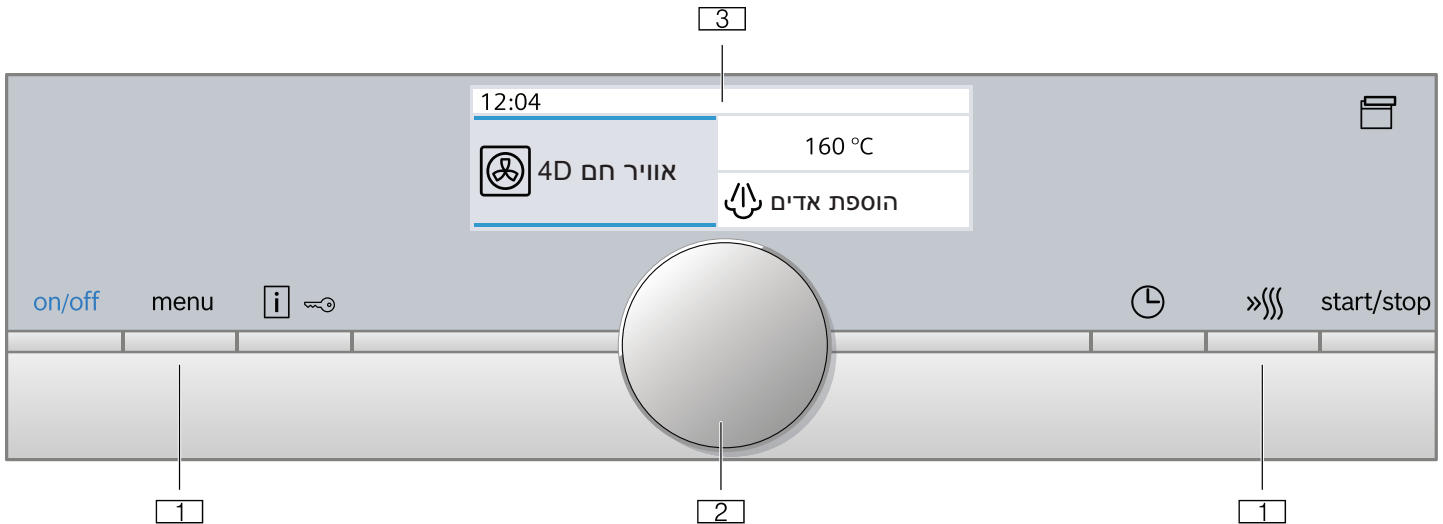 3
12:04
אוויר חם 4D
160 °C
הוספת אדים
on/off
menu
i
start/stop
1
2
1